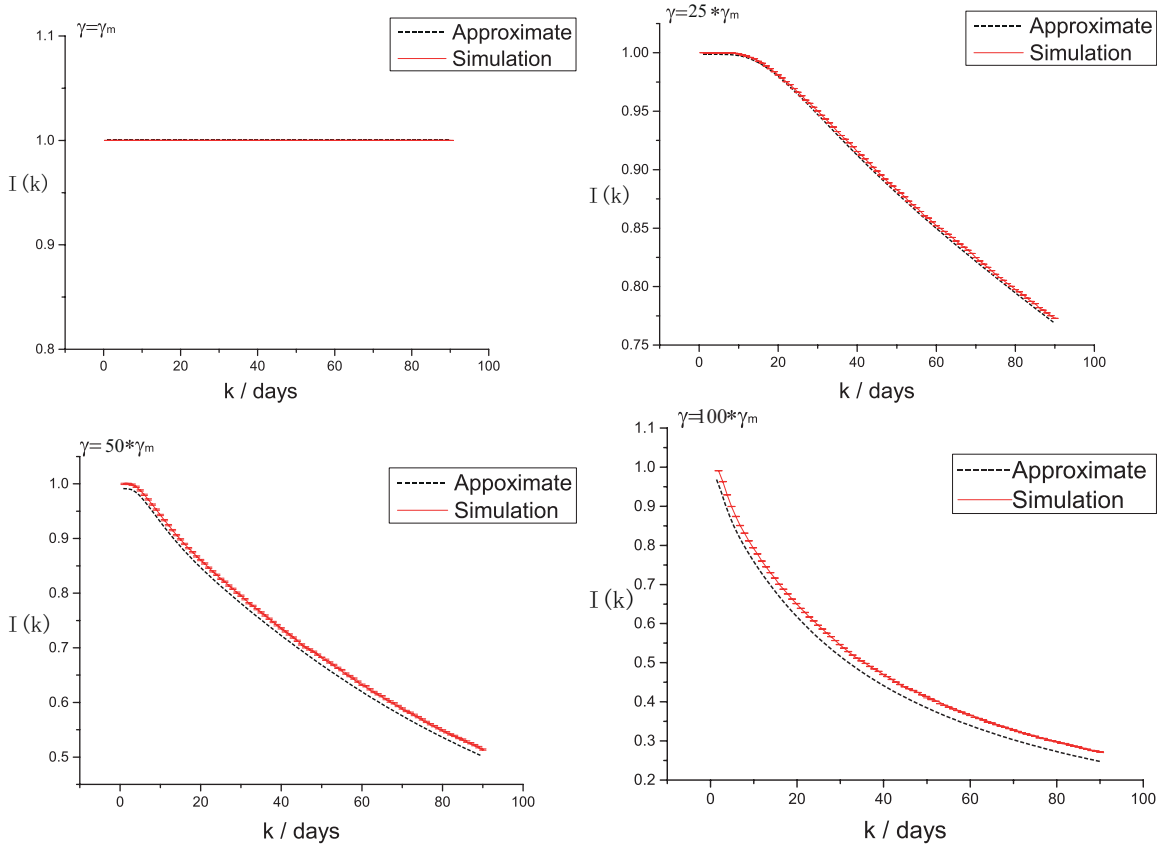 γ=γm
Approximate
Simulation
1.1
1.0
0.9
0.8
I(k)
0 20 40 60 80 100
k / days
γ=25*γm
Approximate
Simulation
1.00
0.95
0.90
0.85
0.80
0.75
I(k)
0 20 40 60 80 100
k / days
γ=50*γm
Appoximate
Simulation
1.0
0.9
0.8
0.7
0.6
0.5
I(k)
0 20 40 60 80 100
k / days
γ=100*γm
Approximate
Simulation
1.1
1.0
0.9
0.8
0.7
0.6
0.5
0.4
0.3
0.2
I(k)
0 20 40 60 80 100
k / days